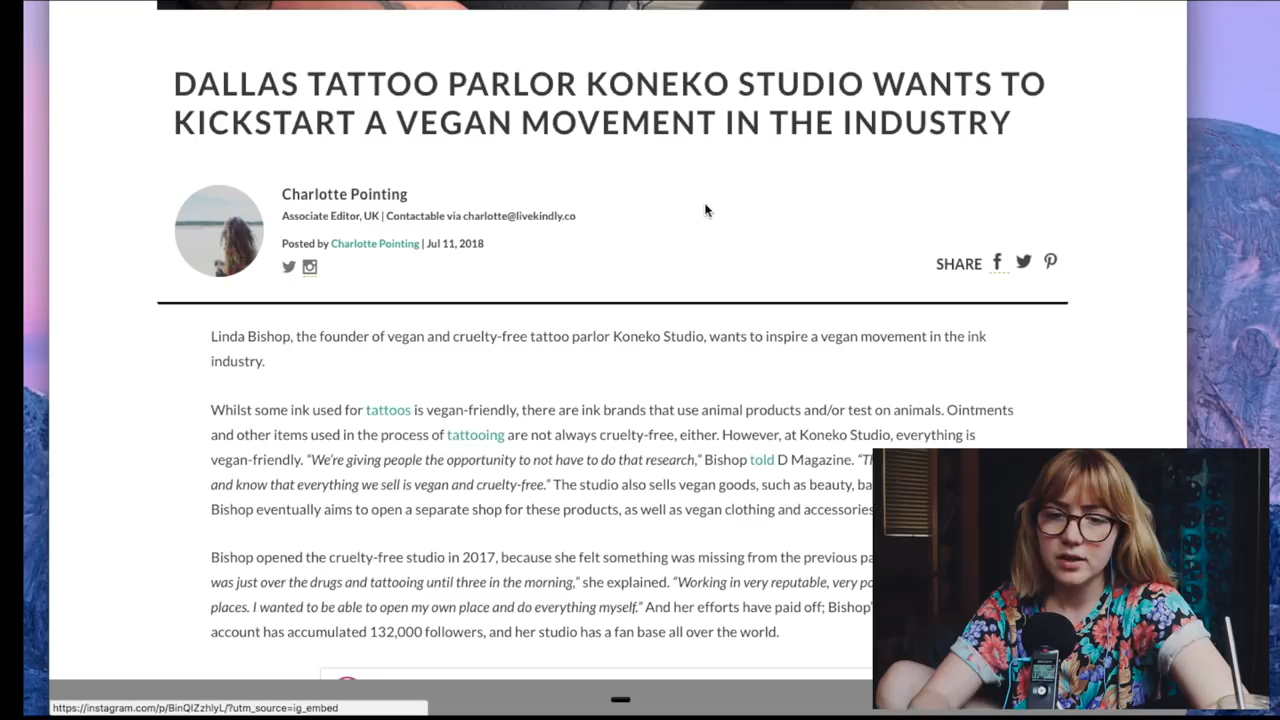 DALLAS TATTOO PARLOR KONEKO STUDIO WANTS TO
KICKSTART A VEGAN MOVEMENT IN THE INDUSTRY
Charlotte Pointing
Associate Editor, UK | Contactable via charlotte@livekindly.co
Posted by Charlotte Pointing | Jul 11, 2018
SHARE
Linda Bishop, the founder of vegan and cruelty-free tattoo parlor Koneko Studio, wants to inspire a vegan movement in the ink
industry.
Whilst some ink used for tattoos is vegan-friendly, there are ink brands that use animal products and/or test on animals. Ointments
and other items used in the process of tattooing are not always cruelty-free, either. However, at Koneko Studio, everything is
vegan-friendly. “We’re giving people the opportunity to not have to do that research,” Bishop told D Magazine.
and know that everything we sell is vegan and cruelty-free.” The studio also sells vegan goods, such as beauty,
Bishop eventually aims to open a separate shop for these products, as well as vegan clothing and accessories
Bishop opened the cruelty-free studio in 2017, because she felt something was missing from the previous
was just over the drugs and tattooing until three in the morning,” she explained. “Working in very reputable, very
places. I wanted to be able to open my own place and do everything myself.” And her efforts have paid off; Bishop’
account has accumulated 132,000 followers, and her studio has a fan base all over the world.
https://instagram.com/p/BinQIZzhlyL/?utm_source=ig_embed